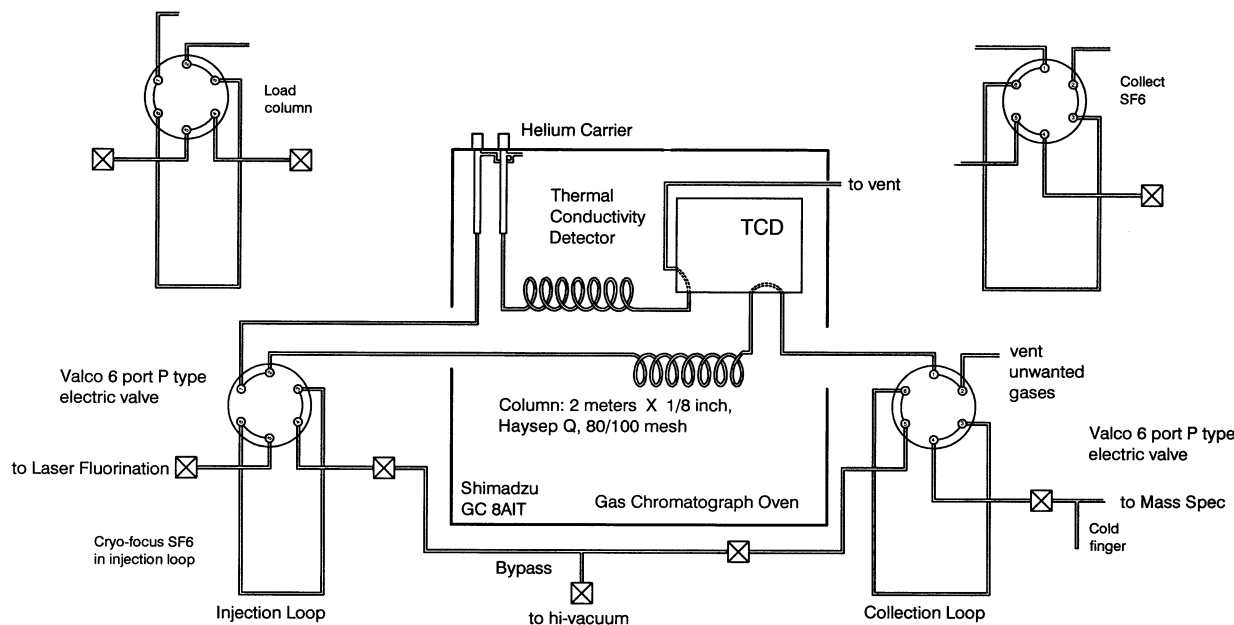 Load
column
Collect
SF6
Helium Carrier
to vent
Thermal
Conductivity
Detector
TCD
Valco 6 port P type
electric valve
vent
unwanted
gases
Column: 2 meters X 1/8 inch,
Haysep Q, 80/100 mesh
Valco 6 port P type
electric valve
to Laser Fluorination
Shimadzu
GC 8AIT
Gas Chromatograph Oven
to Mass Spec
Cold
finger
Cryo-focus SF6
in injection loop
Bypass
Injection Loop
to hi-vacuum
Collection Loop